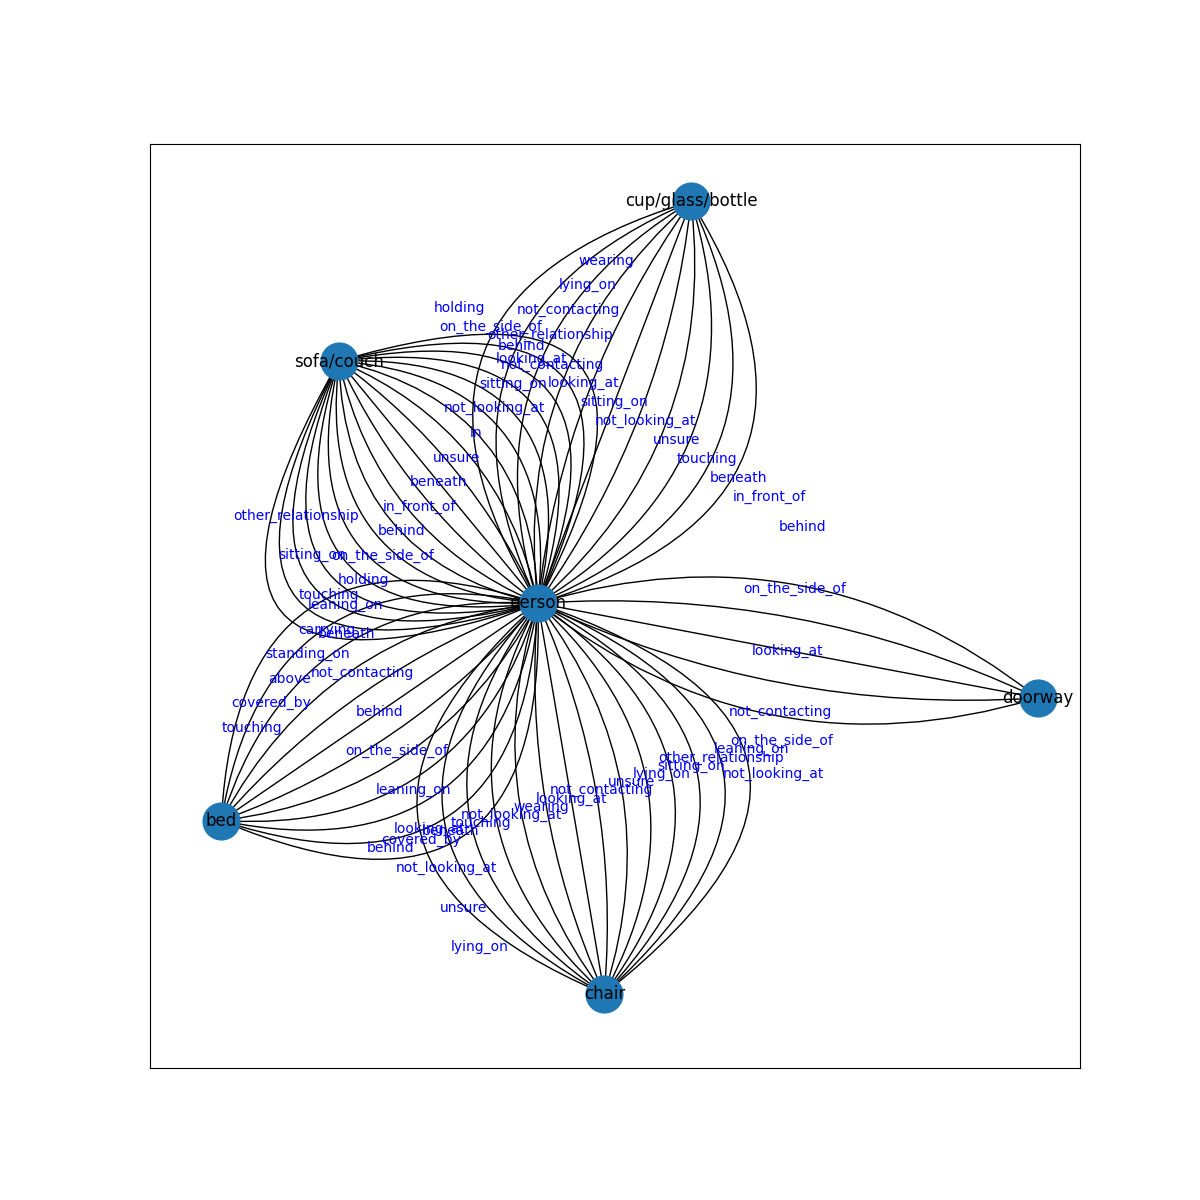 cup/glass/bottle
wearing
lying_on
holding
not_contacting
on_the_side_of
other_relationship
behind
looking_at
sofa/couch
not_contacting
sitting_on
looking_at
sitting_on
not_looking_at
not_looking_at
in
unsure
unsure
touching
beneath
beneath
in_front_of
in_front_of
other_relationship
behind
behind
sitting_on
on_the_side_of
holding
on_the_side_of
touching
leaning_on
person
carrying
beneath
standing_on
looking_at
not_contacting
above
doorway
covered_by
behind
not_contacting
touching
on_the_side_of
on_the_side_of
leaning_on
other_relationship
sitting_on
lying_on
not_looking_at
unsure
leaning_on
not_contacting
looking_at
wearing
not_looking_at
bed
touching
looking_at
beneath
covered_by
behind
not_looking_at
unsure
lying_on
chair